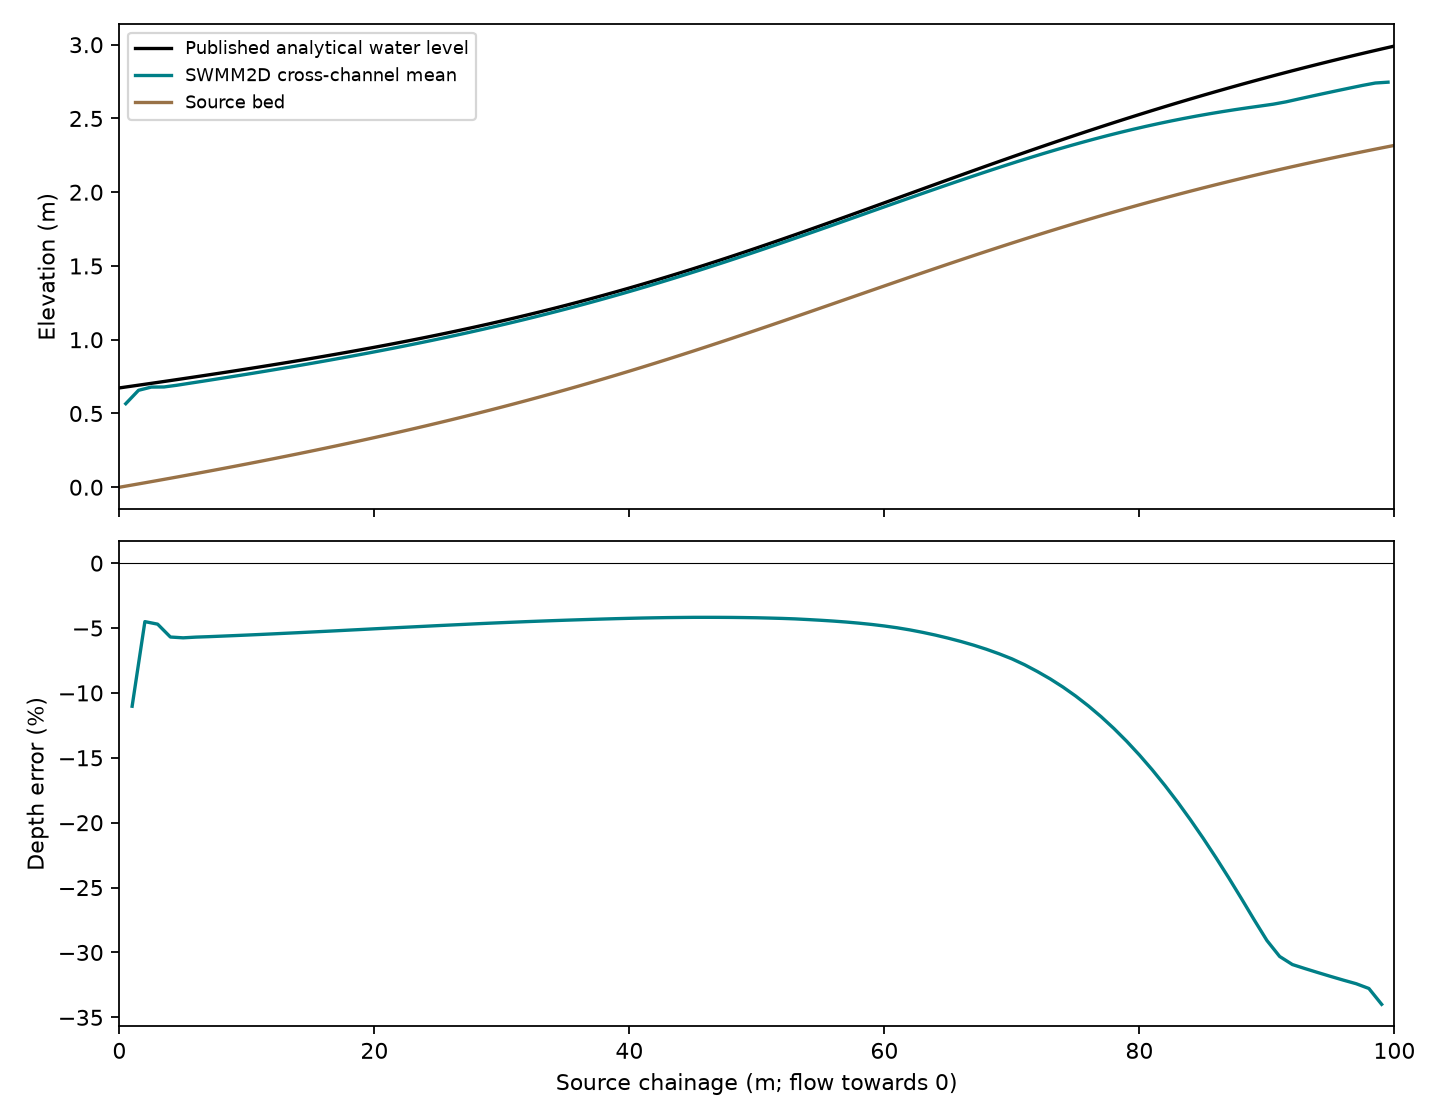 Published analytical water level
SWMM2D cross-channel mean
Source bed
Elevation (m)
3.0
2.5
2.0
1.5
1.0
0.5
0.0
Depth error (%)
0
−5
−10
−15
−20
−25
−30
−35
0 20 40 60 80 100
Source chainage (m; flow towards 0)